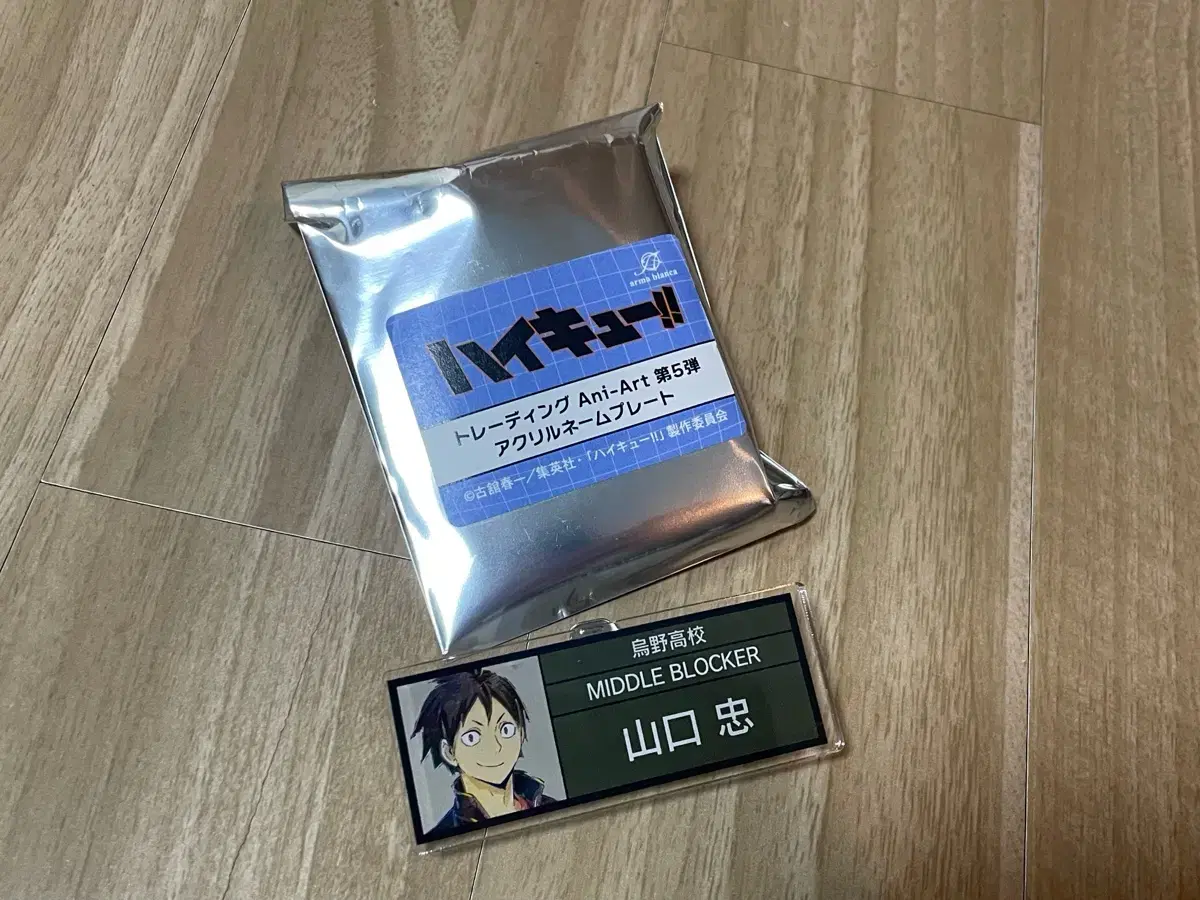 arma bianca
ハイキュー!!
トレーディング Ani-Art 第5弾
アクリルネームプレート
©古舘春一／集英社・「ハイキュー!!」製作委員会
烏野高校
MIDDLE BLOCKER
山口 忠